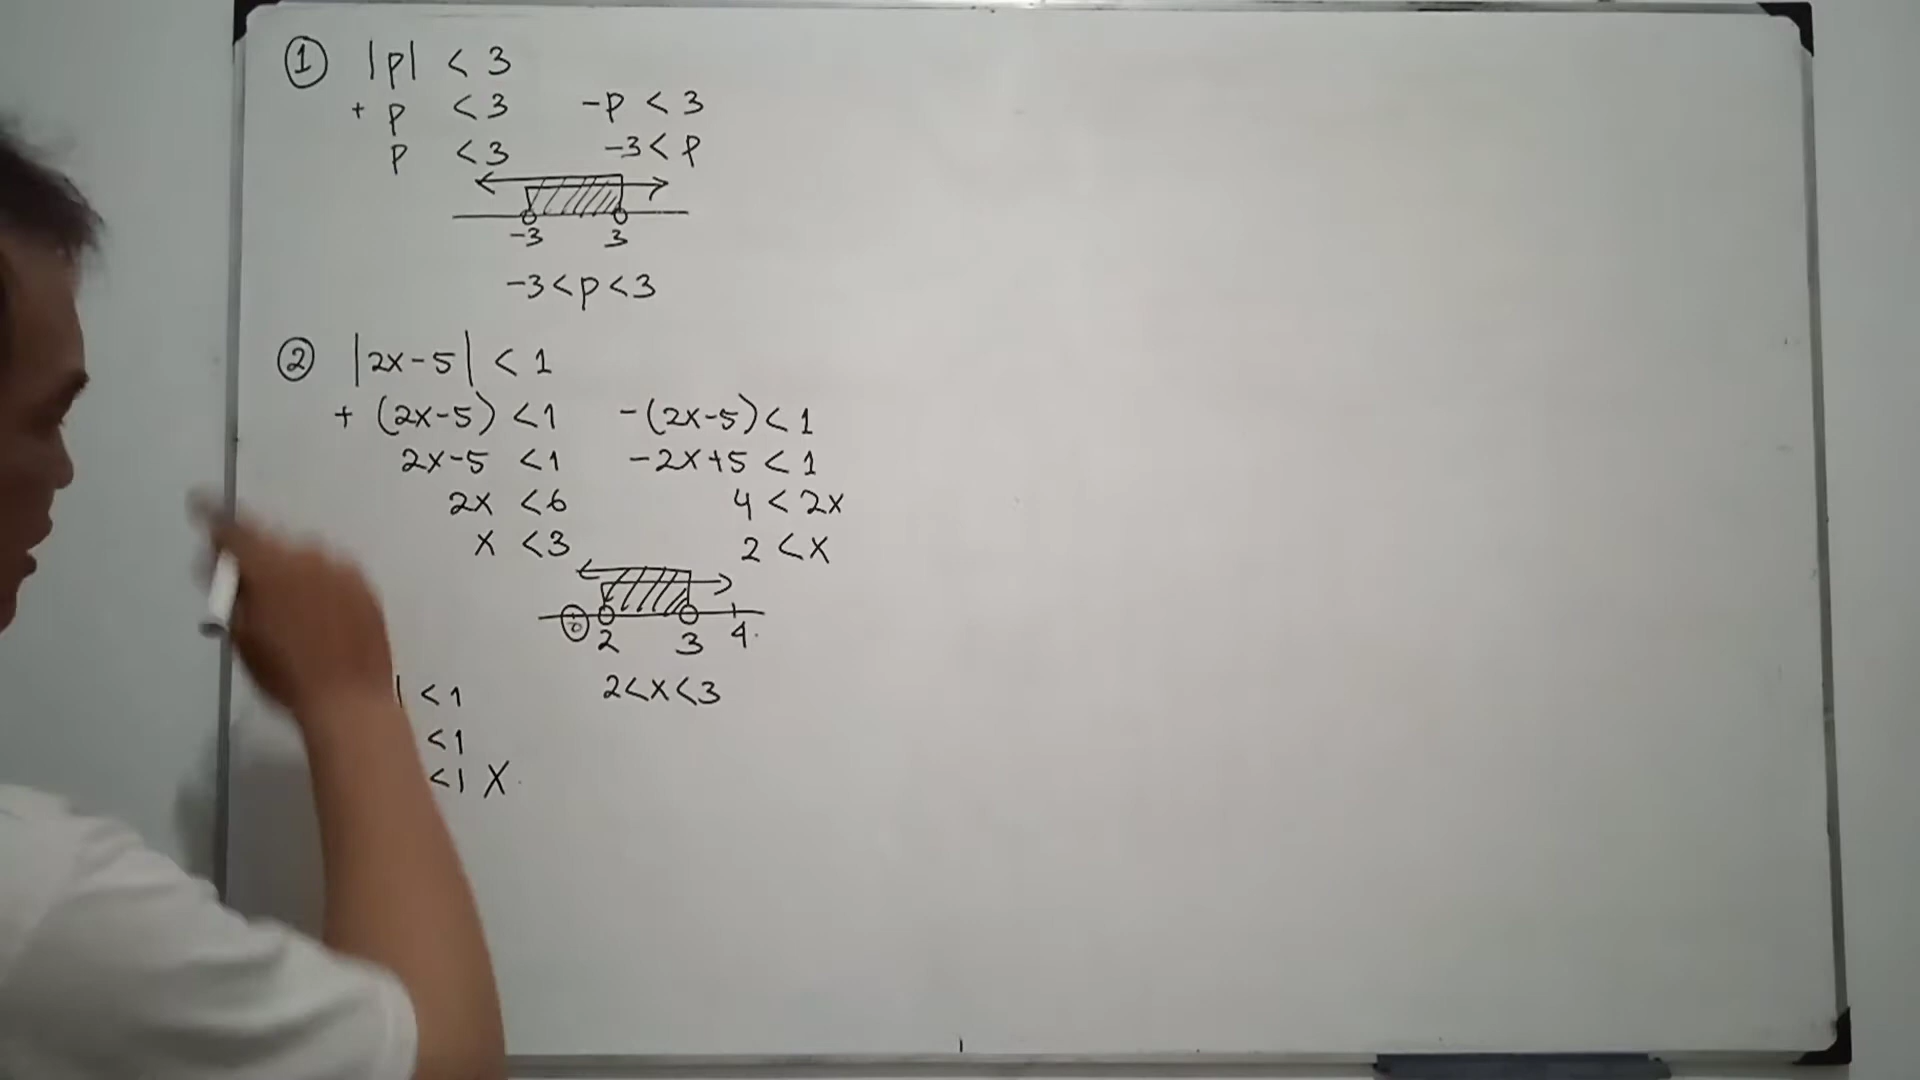 ① |p| < 3
+ p < 3 -p < 3
p < 3 -3 < p
-3 3
-3 < p < 3
② |2x-5| < 1
+ (2x-5) < 1 -(2x-5) < 1
2x-5 < 1 -2x+5 < 1
2x < 6 4 < 2x
x < 3 2 < x
0 2 3 4
| < 1 2 < x < 3
< 1
< 1 X